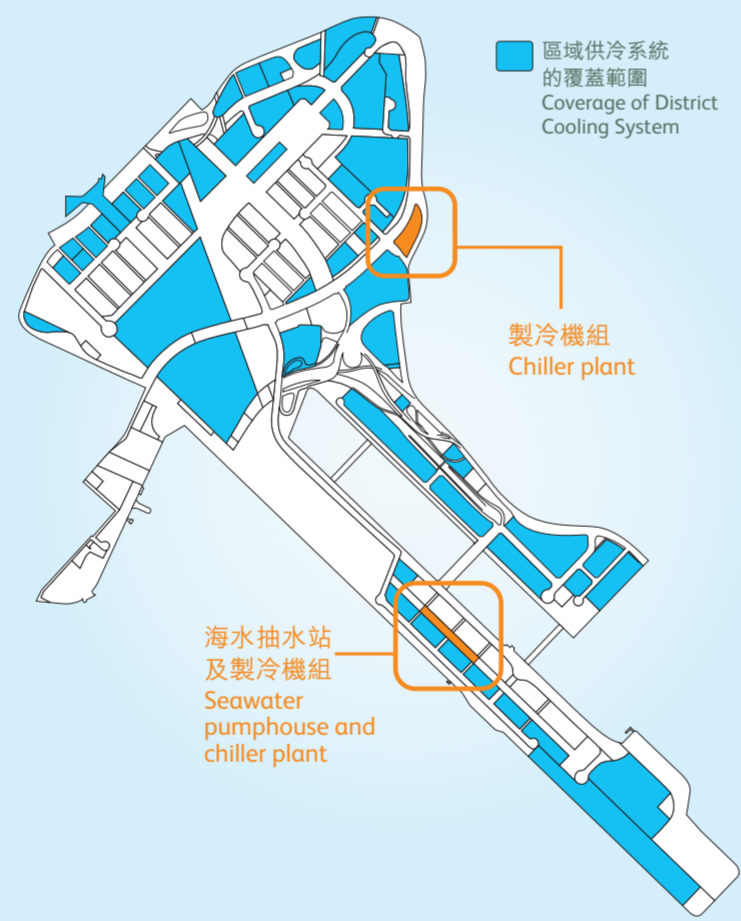 區域供冷系統
的覆蓋範圍
Coverage of District
Cooling System
製冷機組
Chiller plant
海水抽水站
及製冷機組
Seawater
pumphouse and
chiller plant